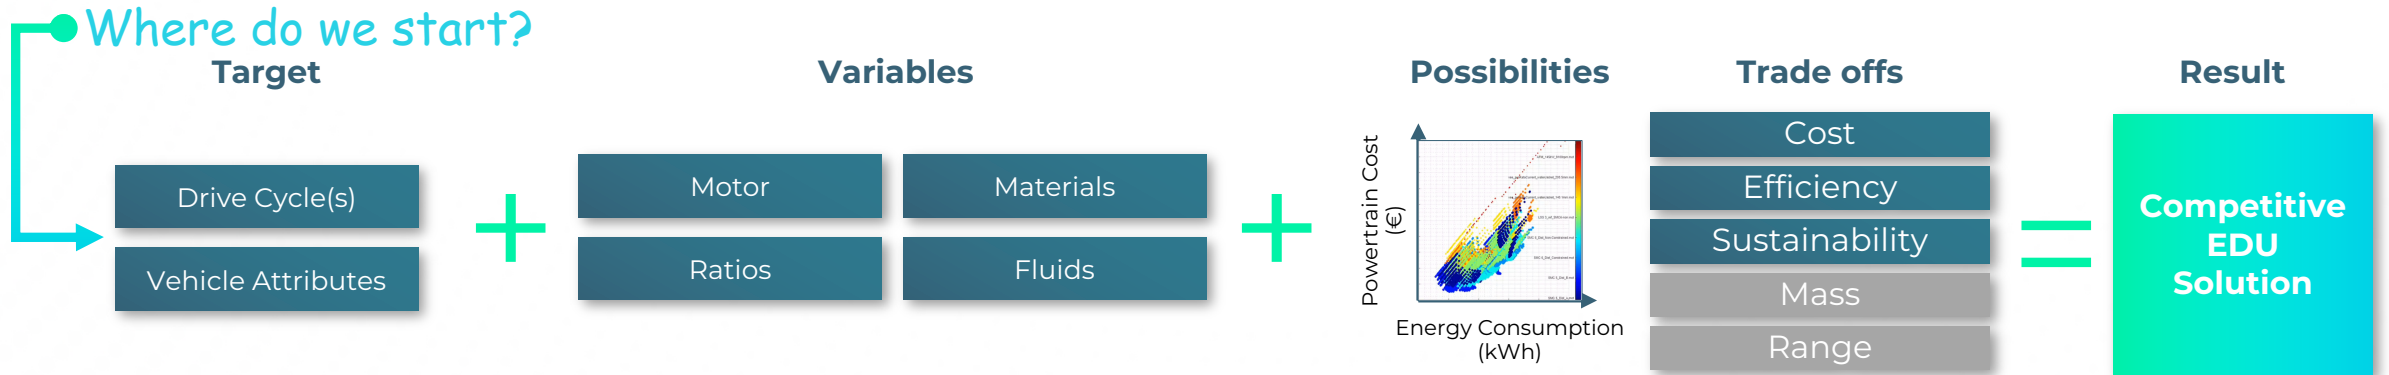 Where do we start?
Target
Drive Cycle(s)
Vehicle Attributes
Variables
Motor
Materials
Ratios
Fluids
Possibilities
Powertrain Cost
(€)
Energy Consumption
(kWh)
Trade offs
Cost
Efficiency
Sustainability
Mass
Range
Result
Competitive
EDU
Solution